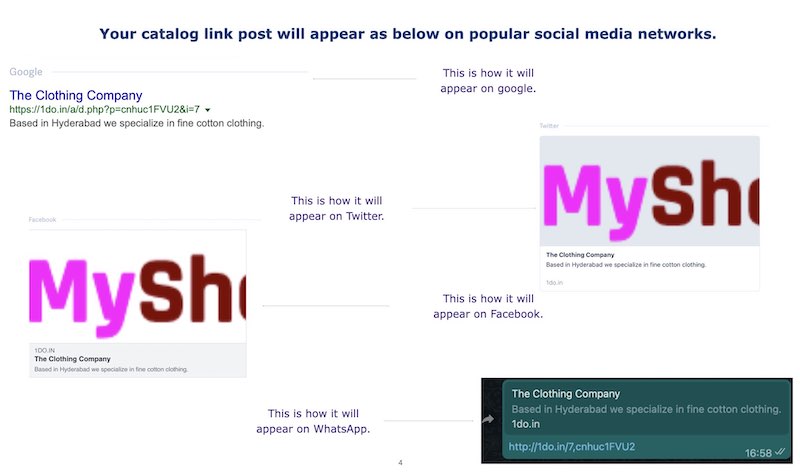 Your catalog link post will appear as below on popular social media networks.
Google
This is how it will
appear on google.
The Clothing Company
https://1do.in/a/d.php?p=cnhuc1FVU2&i=7
Based in Hyderabad we specialize in fine cotton clothing.
Twitter
MySho
The Clothing Company
Based in Hyderabad we specialize in fine cotton clothing.
1do.in
This is how it will
appear on Twitter.
Facebook
MySho
1DO.IN
The Clothing Company
Based in Hyderabad we specialize in fine cotton clothing.
This is how it will
appear on Facebook.
This is how it will
appear on WhatsApp.
The Clothing Company
Based in Hyderabad we specialize in fine cotton clothing.
1do.in
http://1do.in/7,cnhuc1FVU2
16:58
4